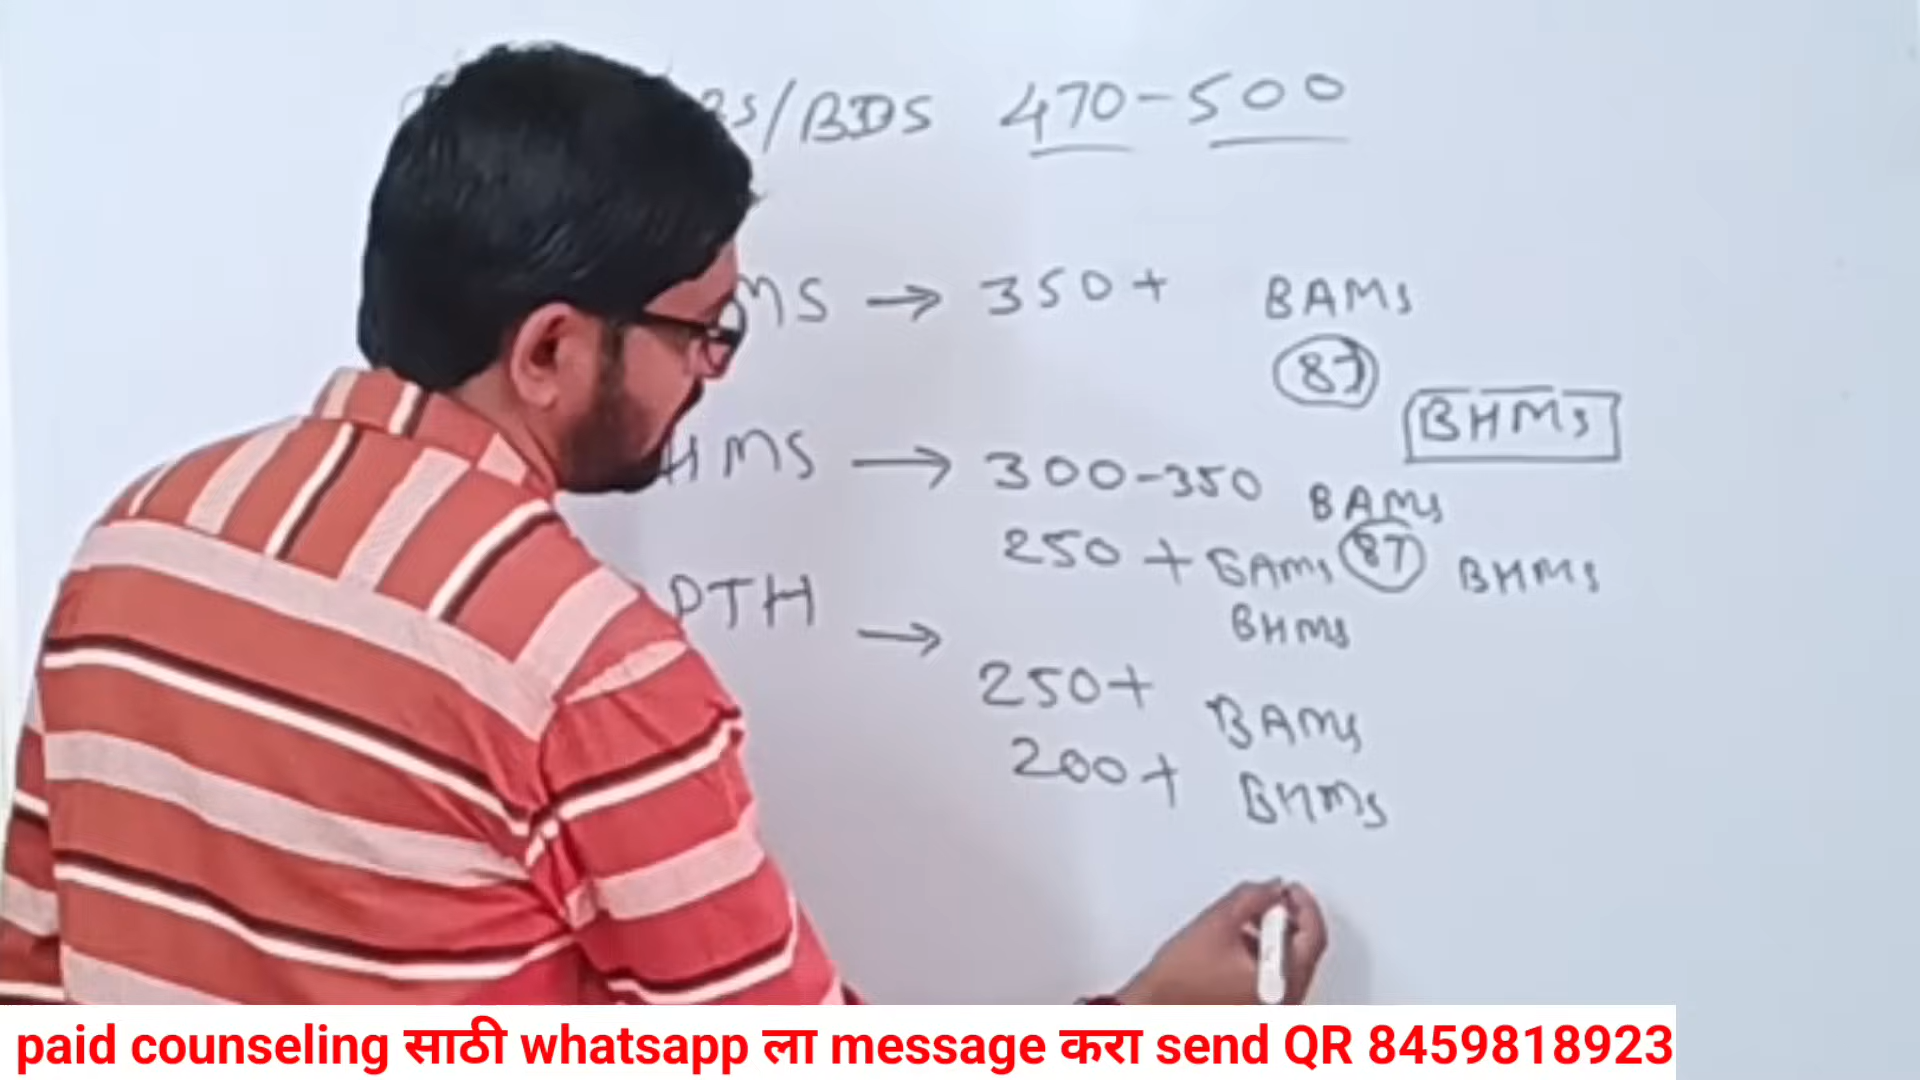 /BDS 470-500
MS → 350+ BAMS
87
BHMS
HMS → 300-350 BAMS
250+ BAMS 87 BHMS
BHMS
PTH →
250+ BAMS
200+ BHMS
paid counseling साठी whatsapp ला message करा send QR 8459818923